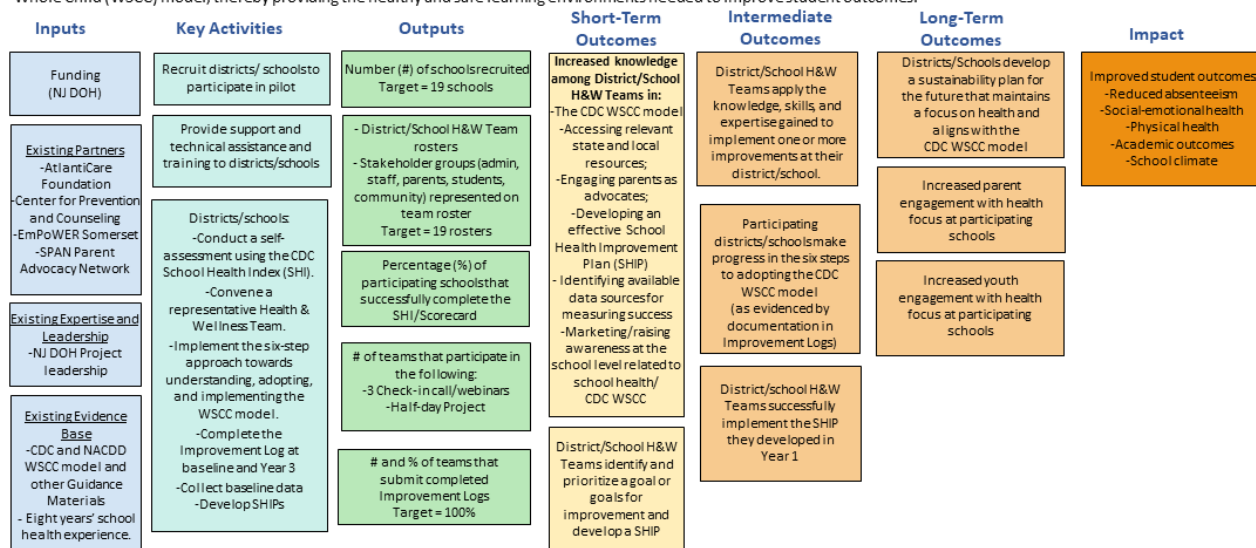 Whole Child (WSCC) model, thereby providing the healthy and safe learning environments needed to improve student outcomes.
Inputs
Funding
(NJ DOH)
Existing Partners
-AtlantiCare
Foundation
-Center for Prevention
and Counseling
-EmPoWER Somerset
-SPAN Parent
Advocacy Network
Existing Expertise and
Leadership
-NJ DOH Project
leadership
Existing Evidence
Base
-CDC and NACDD
WSCC model and
other Guidance
Materials
- Eight years' school
health experience.
Key Activities
Recruit districts/ schools to
participate in pilot
Provide support and
technical assistance and
training to districts/schools
Districts/schools:
-Conduct a self-
assessment using the CDC
School Health Index (SHI).
-Convene a
representative Health &
Wellness Team.
-Implement the six-step
approach towards
understanding, adopting,
and implementing the
WSCC model.
-Complete the
Improvement Log at
baseline and Year 3
-Collect baseline data
-Develop SHIPs
Outputs
Number (#) of schools recruited
Target = 19 schools
- District/School H&W Team
rosters
- Stakeholder groups (admin,
staff, parents, students,
community) represented on
team roster
Target = 19 rosters
Percentage (%) of
participating schools that
successfully complete the
SHI/Scorecard
# of teams that participate in
the following:
-3 Check-in call/webinars
-Half-day Project
# and % of teams that
submit completed
Improvement Logs
Target = 100%
Short-Term
Outcomes
Increased knowledge
among District/School
H&W Teams in:
-The CDC WSCC model
-Accessing relevant
state and local
resources;
-Engaging parents as
advocates;
-Developing an
effective School
Health Improvement
Plan (SHIP)
- Identifying available
data sources for
measuring success
-Marketing/raising
awareness at the
school level related to
school health/
CDC WSCC
District/School H&W
Teams identify and
prioritize a goal or
goals for
improvement and
develop a SHIP
Intermediate
Outcomes
District/School H&W
Teams apply the
knowledge, skills, and
expertise gained to
implement one or more
improvements at their
district/school.
Participating
districts/schools make
progress in the six steps
to adopting the CDC
WSCC model
(as evidenced by
documentation in
Improvement Logs)
District/school H&W
Teams successfully
implement the SHIP
they developed in
Year 1
Long-Term
Outcomes
Districts/Schools develop
a sustainability plan for
the future that maintains
a focus on health and
aligns with the
CDC WSCC model
Increased parent
engagement with health
focus at participating
schools
Increased youth
engagement with health
focus at participating
schools
Impact
Improved student outcomes
-Reduced absenteeism
-Social-emotional health
-Physical health
-Academic outcomes
-School climate